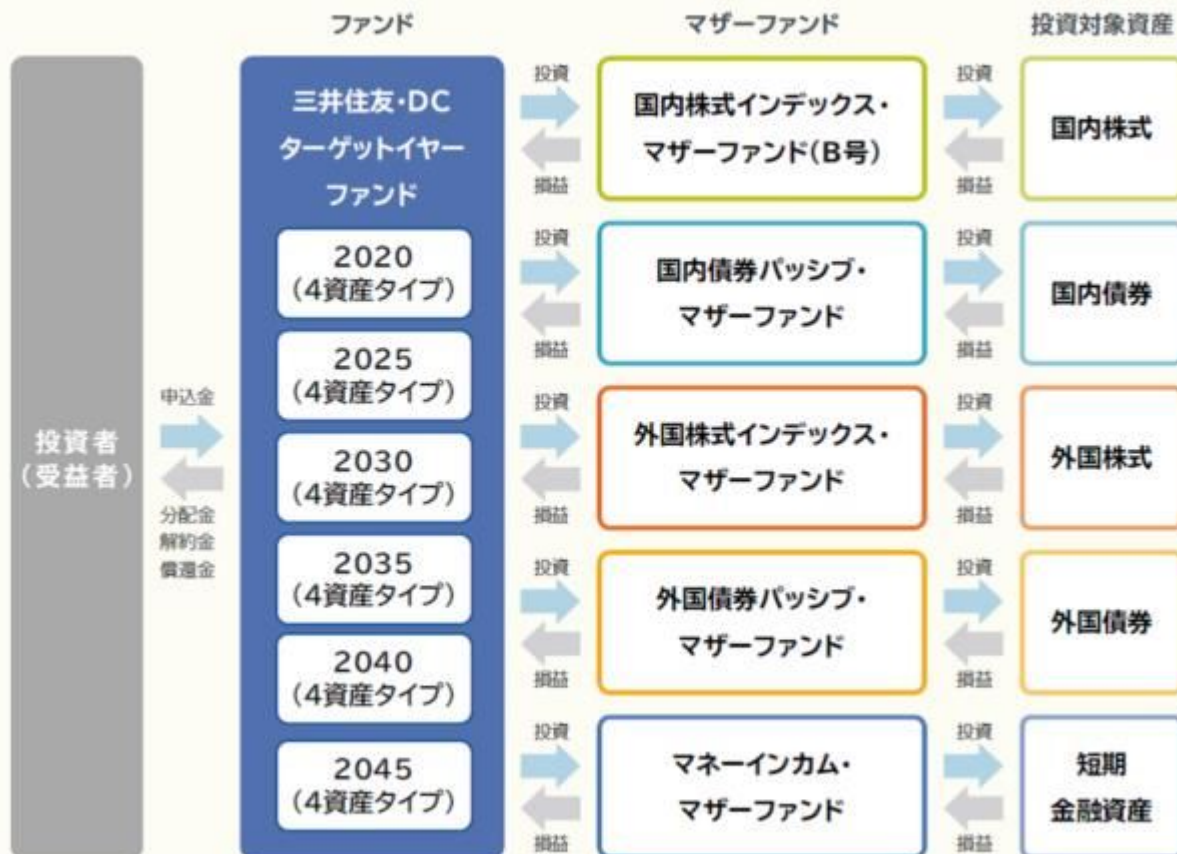 ファンド
マザーファンド
投資対象資産
投資者
(受益者)
申込金
分配金
解約金
償還金
三井住友・DC
ターゲットイヤー
ファンド
2020
(4資産タイプ)
2025
(4資産タイプ)
2030
(4資産タイプ)
2035
(4資産タイプ)
2040
(4資産タイプ)
2045
(4資産タイプ)
投資
損益
国内株式インデックス・
マザーファンド(B号)
投資
損益
国内株式
投資
損益
国内債券パッシブ・
マザーファンド
投資
損益
国内債券
投資
損益
外国株式インデックス・
マザーファンド
投資
損益
外国株式
投資
損益
外国債券パッシブ・
マザーファンド
投資
損益
外国債券
投資
損益
マネーインカム・
マザーファンド
投資
損益
短期
金融資産